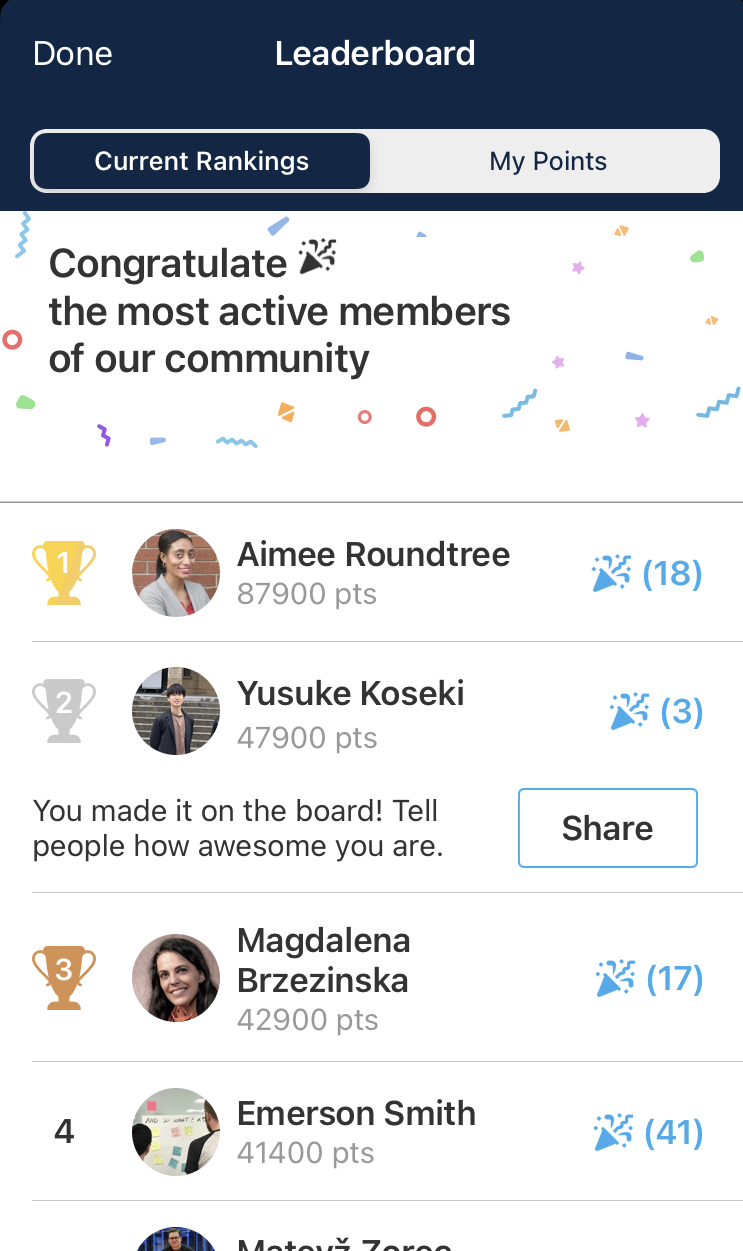 Done
Leaderboard
Current Rankings
My Points
Congratulate
the most active members
of our community
1
Aimee Roundtree
87900 pts
(18)
2
Yusuke Koseki
47900 pts
(3)
You made it on the board! Tell
people how awesome you are.
Share
3
Magdalena
Brzezinska
42900 pts
(17)
4
Emerson Smith
41400 pts
(41)
Matevž Zorec